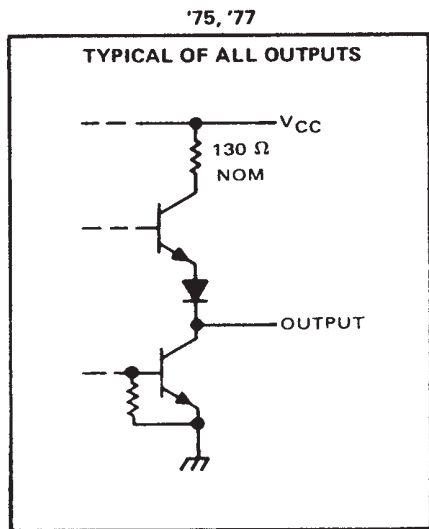 '75, '77
TYPICAL OF ALL OUTPUTS
VCC
130 Ω
NOM
OUTPUT